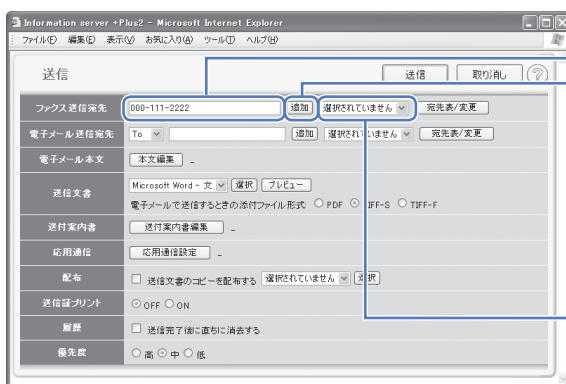 Information server +Plus2 - Microsoft Internet Explorer
ファイル(F) 編集(E) 表示(V) お気に入り(A) ツール(T) ヘルプ(H)
送信 送信 取り消し ?
ファクス送信宛先 000-111-2222 追加 選択されていません 宛先表/変更
電子メール送信宛先 To 追加 選択されていません 宛先表/変更
電子メール本文 本文編集 -
送信文書 Microsoft Word - 文 選択 プレビュー
電子メールで送信するときの添付ファイル形式: PDF TIFF-S TIFF-F
送付案内書 送付案内書編集 -
応用通信 応用通信設定 -
配布 送信文書のコピーを配布する 選択されていません 選択
送信証プリント OFF ON
履歴 送信完了後に直ちに消去する
優先度 高 中 低